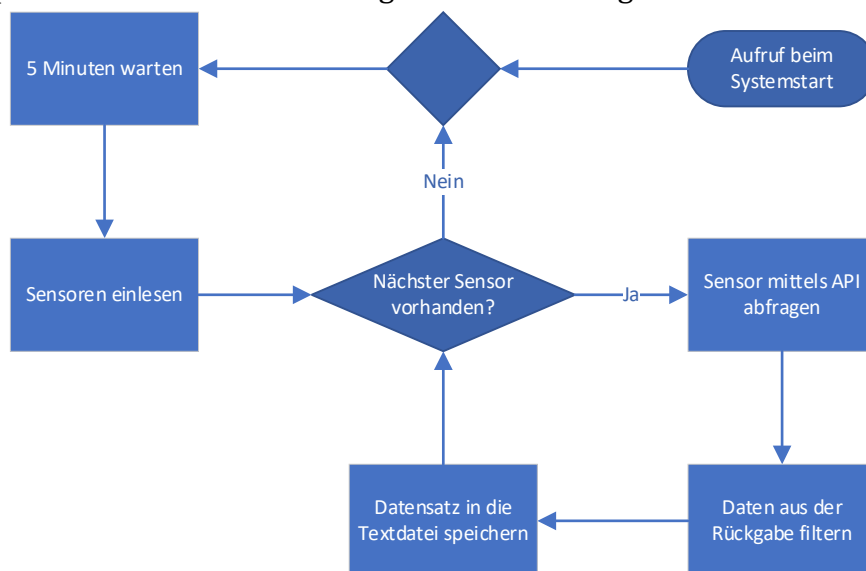 5 Minuten warten
Aufruf beim
Systemstart
Nein
Sensoren einlesen
Nächster Sensor
vorhanden?
Ja
Sensor mittels API
abfragen
Datensatz in die
Textdatei speichern
Daten aus der
Rückgabe filtern